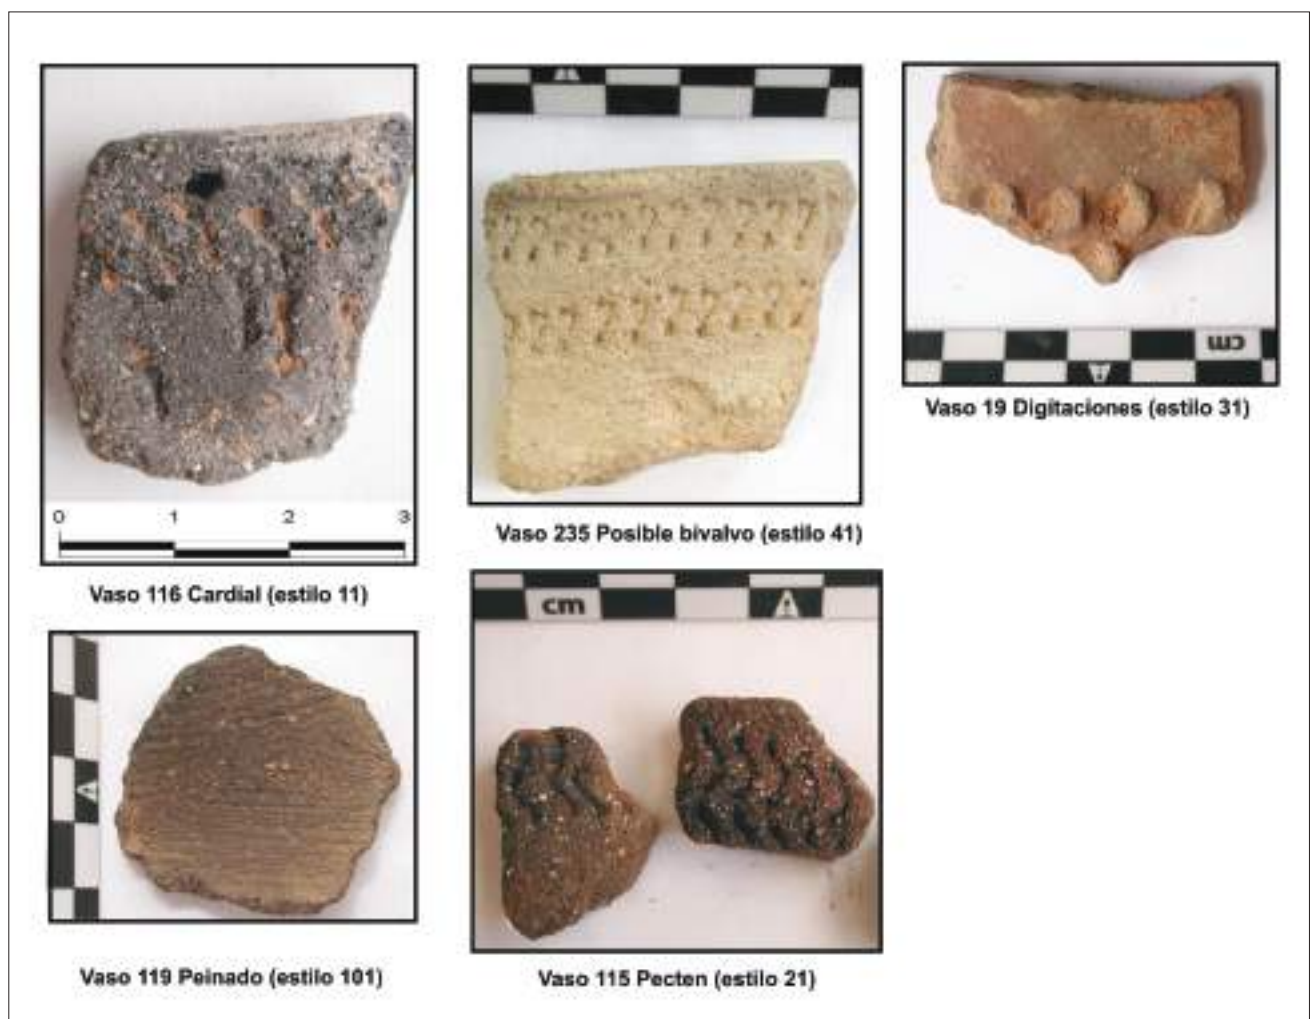 0 1 2 3
Vaso 116 Cardial (estilo 11)
Vaso 235 Posible bivalvo (estilo 41)
cm
Vaso 19 Digitaciones (estilo 31)
Vaso 119 Peinado (estilo 101)
cm
Vaso 115 Pecten (estilo 21)